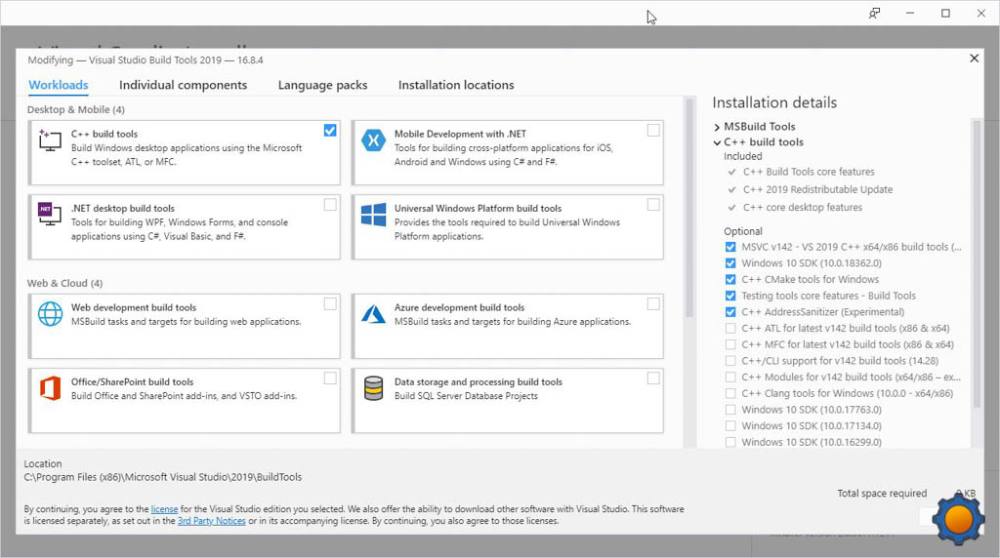 Modifying — Visual Studio Build Tools 2019 — 16.8.4
Workloads
Individual components
Language packs
Installation locations
Desktop & Mobile (4)
C++ build tools
Build Windows desktop applications using the Microsoft
C++ toolset, ATL, or MFC.
Mobile Development with .NET
Tools for building cross-platform applications for iOS,
Android and Windows using C# and F#.
.NET
.NET desktop build tools
Tools for building WPF, Windows Forms, and console
applications using C#, Visual Basic, and F#.
Universal Windows Platform build tools
Provides the tools required to build Universal Windows
Platform applications.
Web & Cloud (4)
Web development build tools
MSBuild tasks and targets for building web applications.
Azure development build tools
MSBuild tasks and targets for building Azure applications.
Office/SharePoint build tools
Build Office and SharePoint add-ins, and VSTO add-ins.
Data storage and processing build tools
Build SQL Server Database Projects
Installation details
MSBuild Tools
C++ build tools
Included
C++ Build Tools core features
C++ 2019 Redistributable Update
C++ core desktop features
Optional
MSVC v142 - VS 2019 C++ x64/x86 build tools (...
Windows 10 SDK (10.0.18362.0)
C++ CMake tools for Windows
Testing tools core features - Build Tools
C++ AddressSanitizer (Experimental)
C++ ATL for latest v142 build tools (x86 & x64)
C++ MFC for latest v142 build tools (x86 & x64)
C++/CLI support for v142 build tools (14.28)
C++ Modules for v142 build tools (x64/x86 – ex...
C++ Clang tools for Windows (10.0.0 - x64/x86)
Windows 10 SDK (10.0.17763.0)
Windows 10 SDK (10.0.17134.0)
Windows 10 SDK (10.0.16299.0)
Location
C:\Program Files (x86)\Microsoft Visual Studio\2019\BuildTools
Total space required
KB
By continuing, you agree to the license for the Visual Studio edition you selected. We also offer the ability to download other software with Visual Studio. This software
is licensed separately, as set out in the 3rd Party Notices or in its accompanying license. By continuing, you also agree to those licenses.